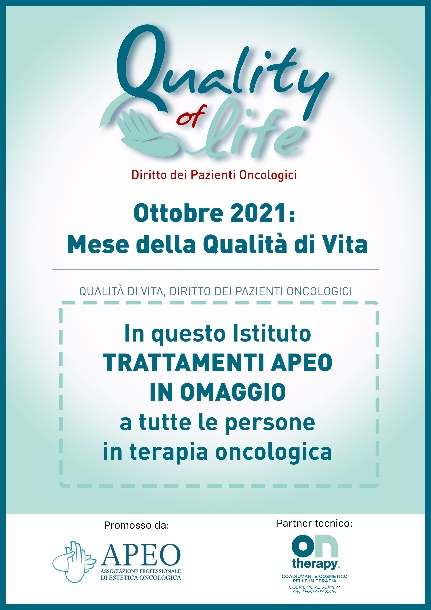 Quality
of life
Diritto dei Pazienti Oncologici
Ottobre 2021:
Mese della Qualità di Vita
QUALITÀ DI VITA, DIRITTO DEI PAZIENTI ONCOLOGICI
In questo Istituto
TRATTAMENTI APEO
IN OMAGGIO
a tutte le persone
in terapia oncologica
Promosso da:
APEO
ASSOCIAZIONE PROFESSIONALE
DI ESTETICA ONCOLOGICA
Partner tecnico:
on
therapy.